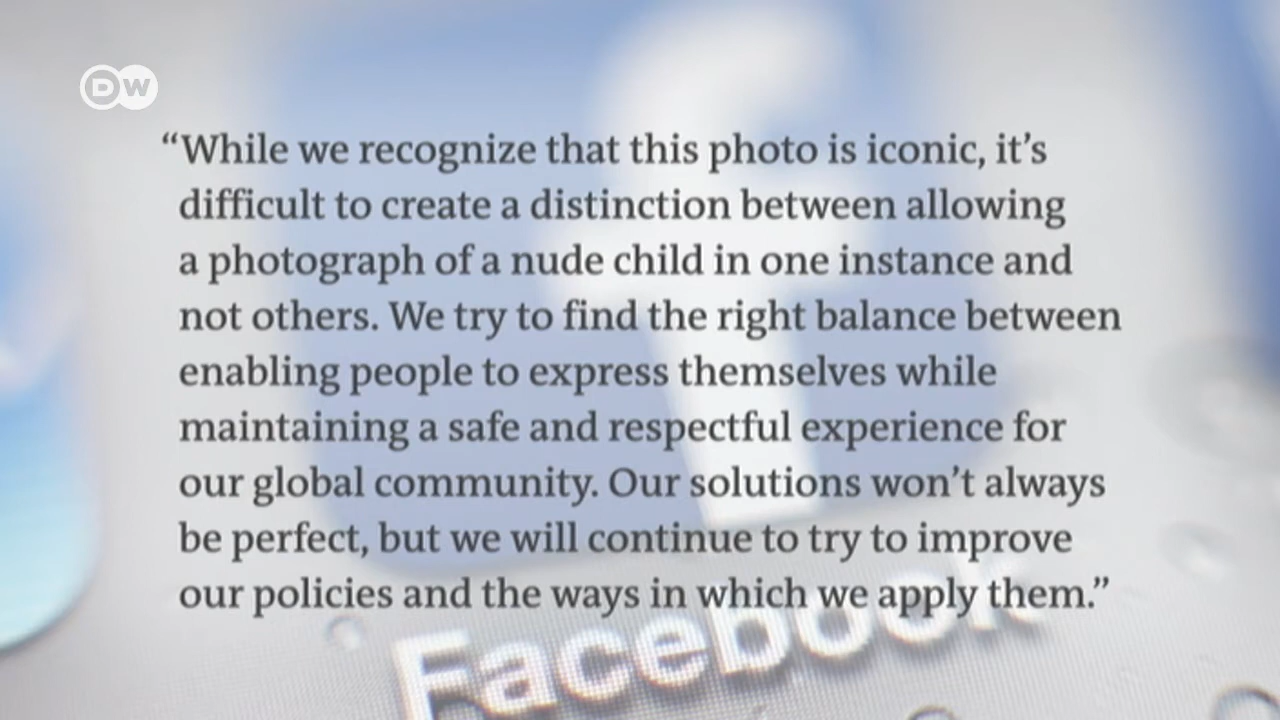 DW
“While we recognize that this photo is iconic, it’s
difficult to create a distinction between allowing
a photograph of a nude child in one instance and
not others. We try to find the right balance between
enabling people to express themselves while
maintaining a safe and respectful experience for
our global community. Our solutions won’t always
be perfect, but we will continue to try to improve
our policies and the ways in which we apply them.”
Facebook